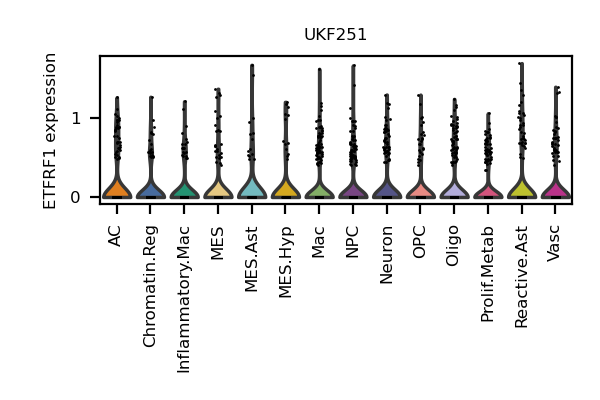 UKF251
ETFRF1 expression
1
0
AC
Chromatin.Reg
Inflammatory.Mac
MES
MES.Ast
MES.Hyp
Mac
NPC
Neuron
OPC
Oligo
Prolif.Metab
Reactive.Ast
Vasc